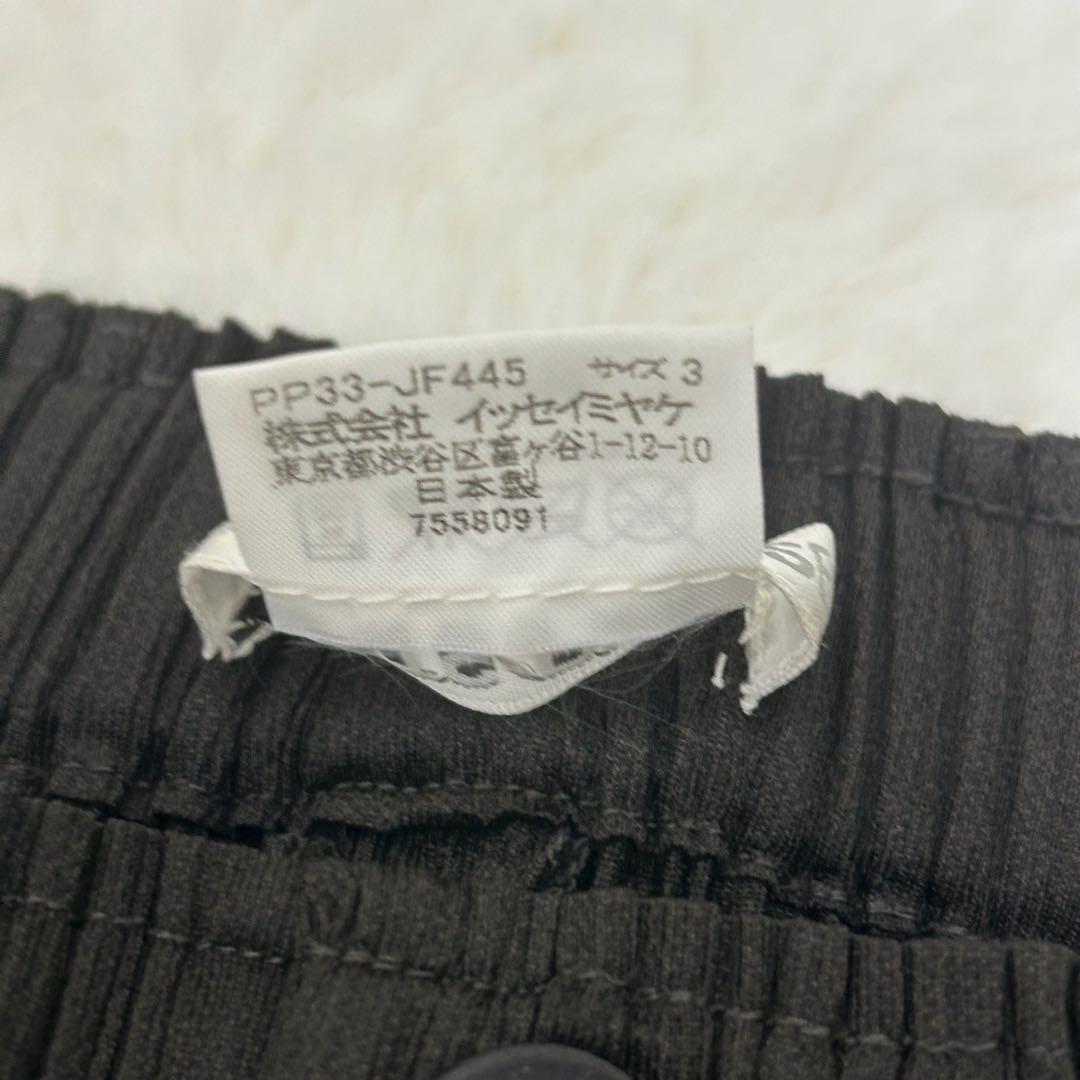 PP33-JF445 サイズ 3
株式会社 イッセイミヤケ
東京都渋谷区富ヶ谷1-12-10
日本製
7558091